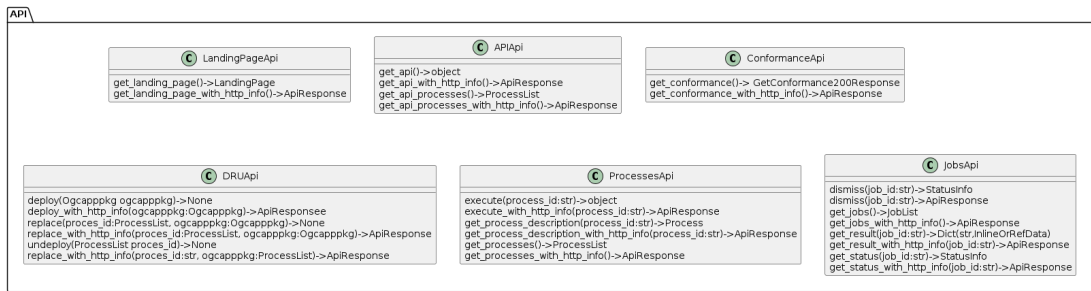 API
C LandingPageApi
get_landing_page()->LandingPage
get_landing_page_with_http_info()->ApiResponse
C APIApi
get_api()->object
get_api_with_http_info()->ApiResponse
get_api_processes()->ProcessList
get_api_processes_with_http_info()->ApiResponse
C ConformanceApi
get_conformance()-> GetConformance200Response
get_conformance_with_http_info()->ApiResponse
C DRUApi
deploy(Ogcapppkg ogcapppkg)->None
deploy_with_http_info(ogcapppkg:Ogcapppkg)->ApiResponsee
replace(proces_id:ProcessList, ogcapppkg:Ogcapppkg)->None
replace_with_http_info(proces_id:ProcessList, ogcapppkg:Ogcapppkg)->ApiResponse
undeploy(ProcessList proces_id)->None
replace_with_http_info(proces_id:str, ogcapppkg:ProcessList)->ApiResponse
C ProcessesApi
execute(process_id:str)->object
execute_with_http_info(process_id:str)->ApiResponse
get_process_description(process_id:str)->Process
get_process_description_with_http_info(process_id:str)->ApiResponse
get_processes()->ProcessList
get_processes_with_http_info()->ApiResponse
C JobsApi
dismiss(job_id:str)->StatusInfo
dismiss(job_id:str)->ApiResponse
get_jobs()->JobList
get_jobs_with_http_info()->ApiResponse
get_result(job_id:str)->Dict(str,InlineOrRefData)
get_result_with_http_info(job_id:str)->ApiResponse
get_status(job_id:str)->StatusInfo
get_status_with_http_info(job_id:str)->ApiResponse